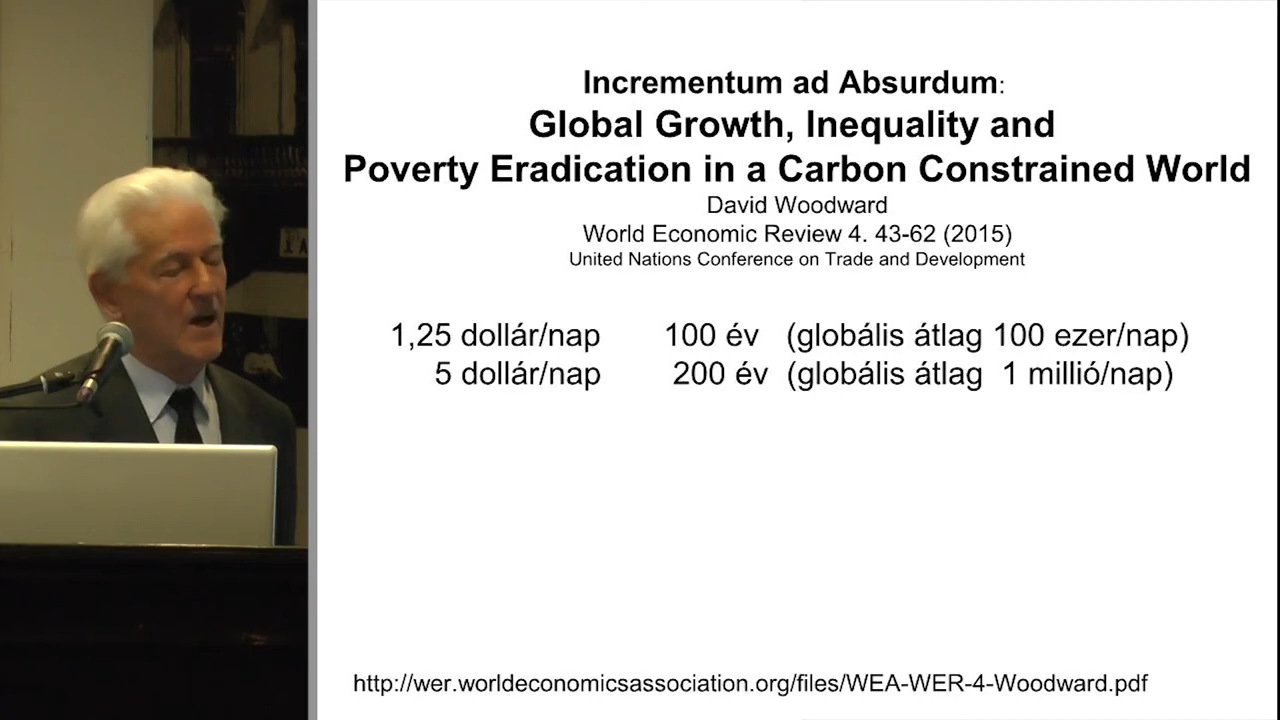 Incrementum ad Absurdum:
Global Growth, Inequality and
Poverty Eradication in a Carbon Constrained World
David Woodward
World Economic Review 4. 43-62 (2015)
United Nations Conference on Trade and Development
1,25 dollár/nap 100 év (globális átlag 100 ezer/nap)
5 dollár/nap 200 év (globális átlag 1 millió/nap)
http://wer.worldeconomicsassociation.org/files/WEA-WER-4-Woodward.pdf